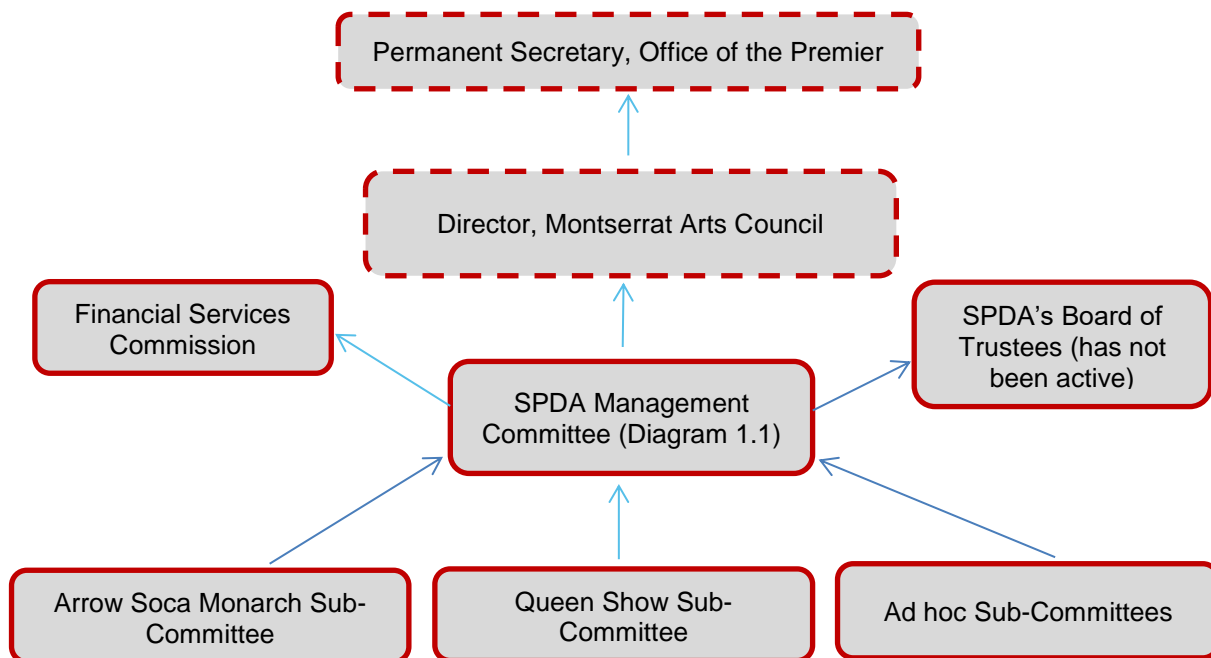 Permanent Secretary, Office of the Premier
Director, Montserrat Arts Council
Financial Services
Commission
SPDA’s Board of
Trustees (has not
been active)
SPDA Management
Committee (Diagram 1.1)
Arrow Soca Monarch Sub-
Committee
Queen Show Sub-
Committee
Ad hoc Sub-Committees